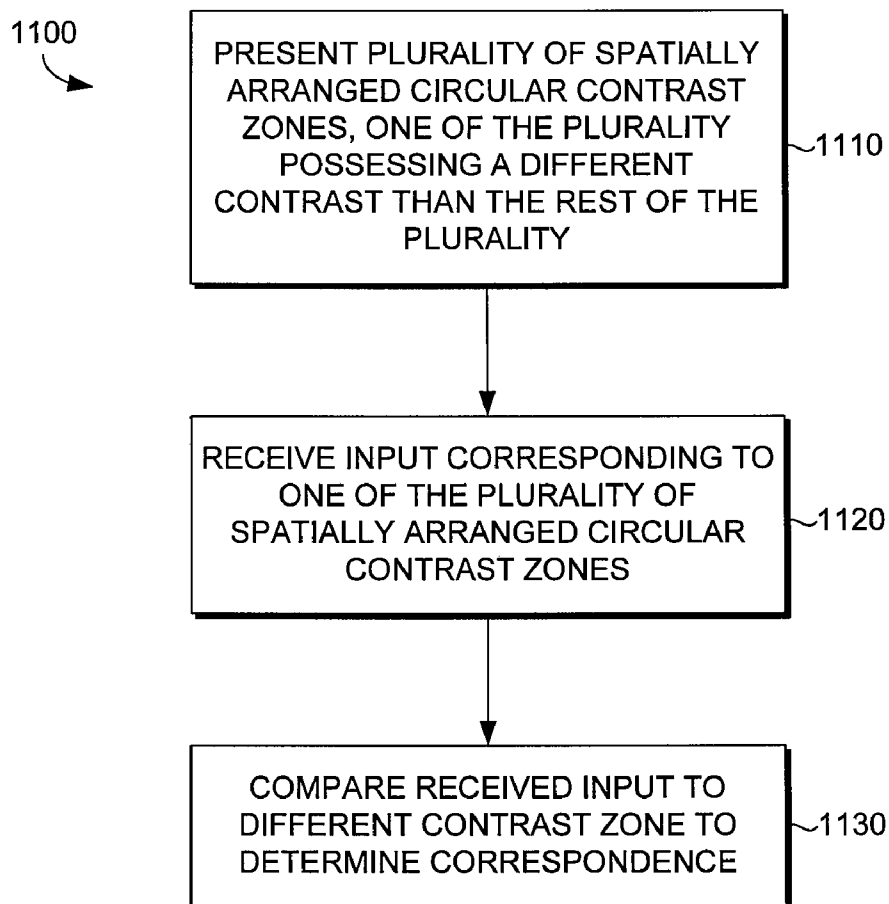 1100
PRESENT PLURALITY OF SPATIALLY
ARRANGED CIRCULAR CONTRAST
ZONES, ONE OF THE PLURALITY
POSSESSING A DIFFERENT
CONTRAST THAN THE REST OF THE
PLURALITY
1110
RECEIVE INPUT CORRESPONDING TO
ONE OF THE PLURALITY OF
SPATIALLY ARRANGED CIRCULAR
CONTRAST ZONES
1120
COMPARE RECEIVED INPUT TO
DIFFERENT CONTRAST ZONE TO
DETERMINE CORRESPONDENCE
1130